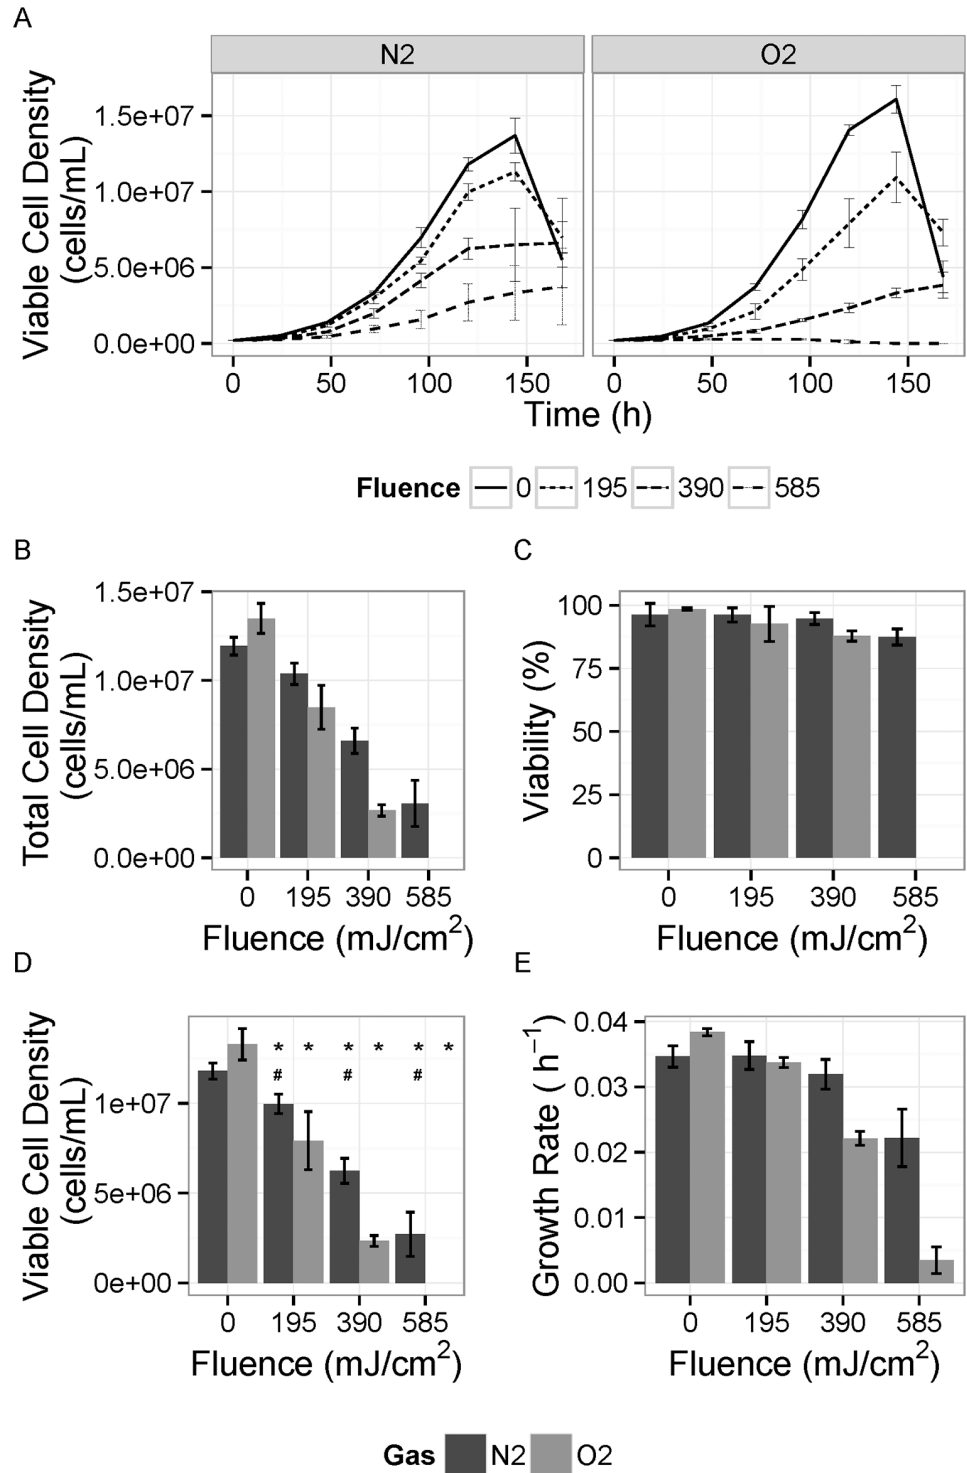 A
N2
O2
Viable Cell Density
(cells/mL)
1.5e+07
1.0e+07
5.0e+06
0.0e+00
0 50 100 150
0 50 100 150
Time (h)
Fluence 0 195 390 585
B
Total Cell Density
(cells/mL)
1.5e+07
1.0e+07
5.0e+06
0.0e+00
0 195 390 585
Fluence (mJ/cm²)
C
Viability (%)
100
75
50
25
0
0 195 390 585
Fluence (mJ/cm²)
D
Viable Cell Density
(cells/mL)
* * * * * *
# # #
1e+07
5e+06
0e+00
0 195 390 585
Fluence (mJ/cm²)
E
Growth Rate ( h⁻¹)
0.04
0.03
0.02
0.01
0.00
0 195 390 585
Fluence (mJ/cm²)
Gas N2 O2